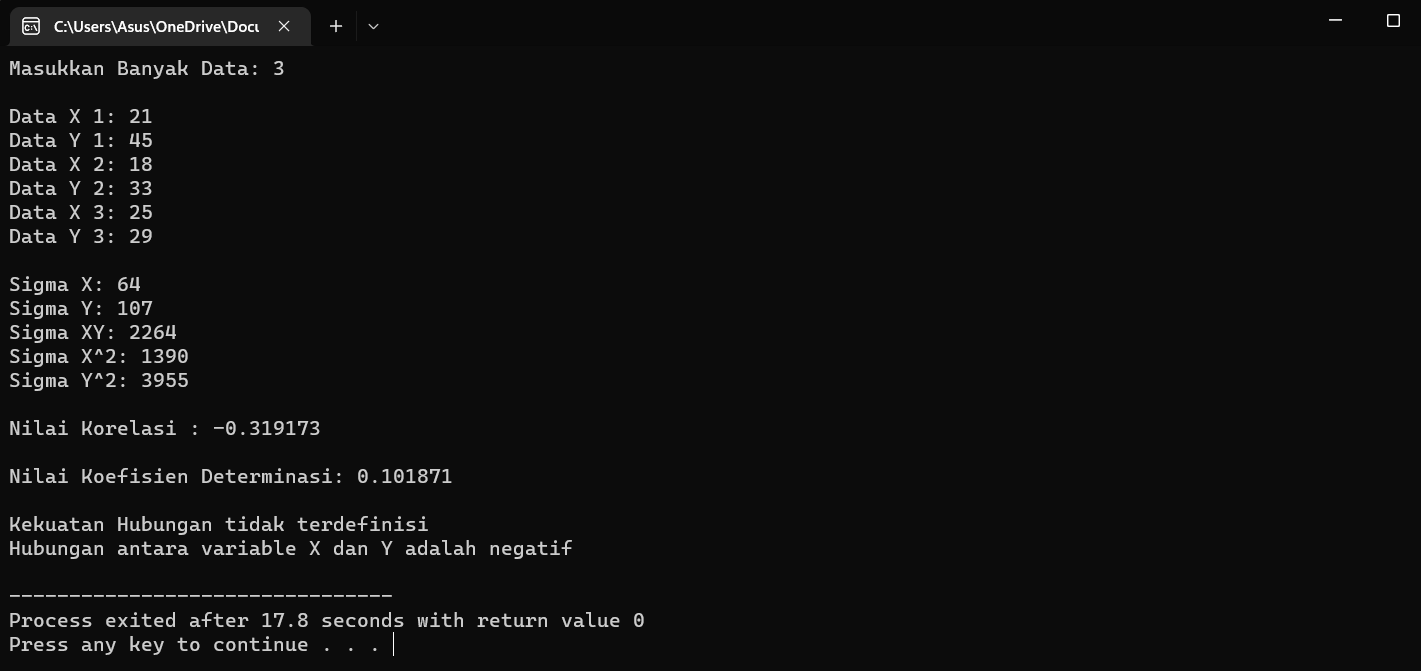 C:\Users\Asus\OneDrive\Docu
Masukkan Banyak Data: 3
Data X 1: 21
Data Y 1: 45
Data X 2: 18
Data Y 2: 33
Data X 3: 25
Data Y 3: 29
Sigma X: 64
Sigma Y: 107
Sigma XY: 2264
Sigma X^2: 1390
Sigma Y^2: 3955
Nilai Korelasi : -0.319173
Nilai Koefisien Determinasi: 0.101871
Kekuatan Hubungan tidak terdefinisi
Hubungan antara variable X dan Y adalah negatif
--------------------------------
Process exited after 17.8 seconds with return value 0
Press any key to continue . . .